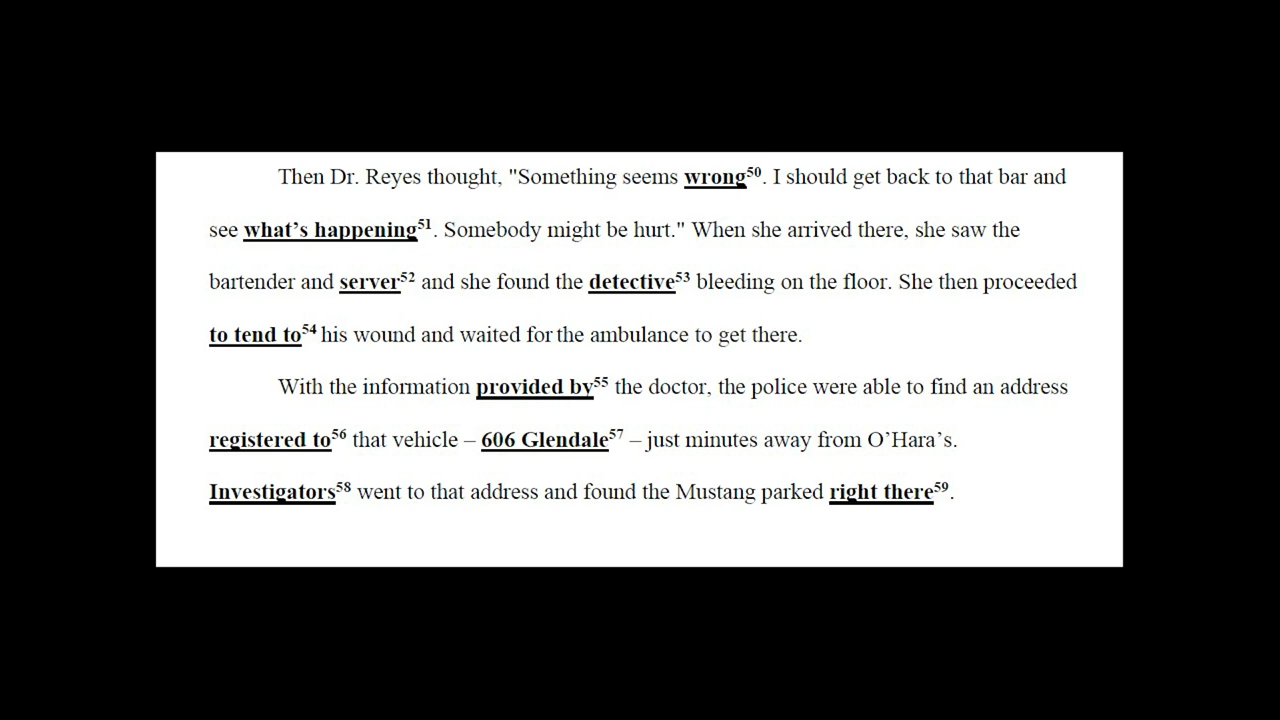 Then Dr. Reyes thought, "Something seems wrong⁵⁰. I should get back to that bar and
see what’s happening⁵¹. Somebody might be hurt." When she arrived there, she saw the
bartender and server⁵² and she found the detective⁵³ bleeding on the floor. She then proceeded
to tend to⁵⁴ his wound and waited for the ambulance to get there.
With the information provided by⁵⁵ the doctor, the police were able to find an address
registered to⁵⁶ that vehicle – 606 Glendale⁵⁷ – just minutes away from O’Hara’s.
Investigators⁵⁸ went to that address and found the Mustang parked right there⁵⁹.